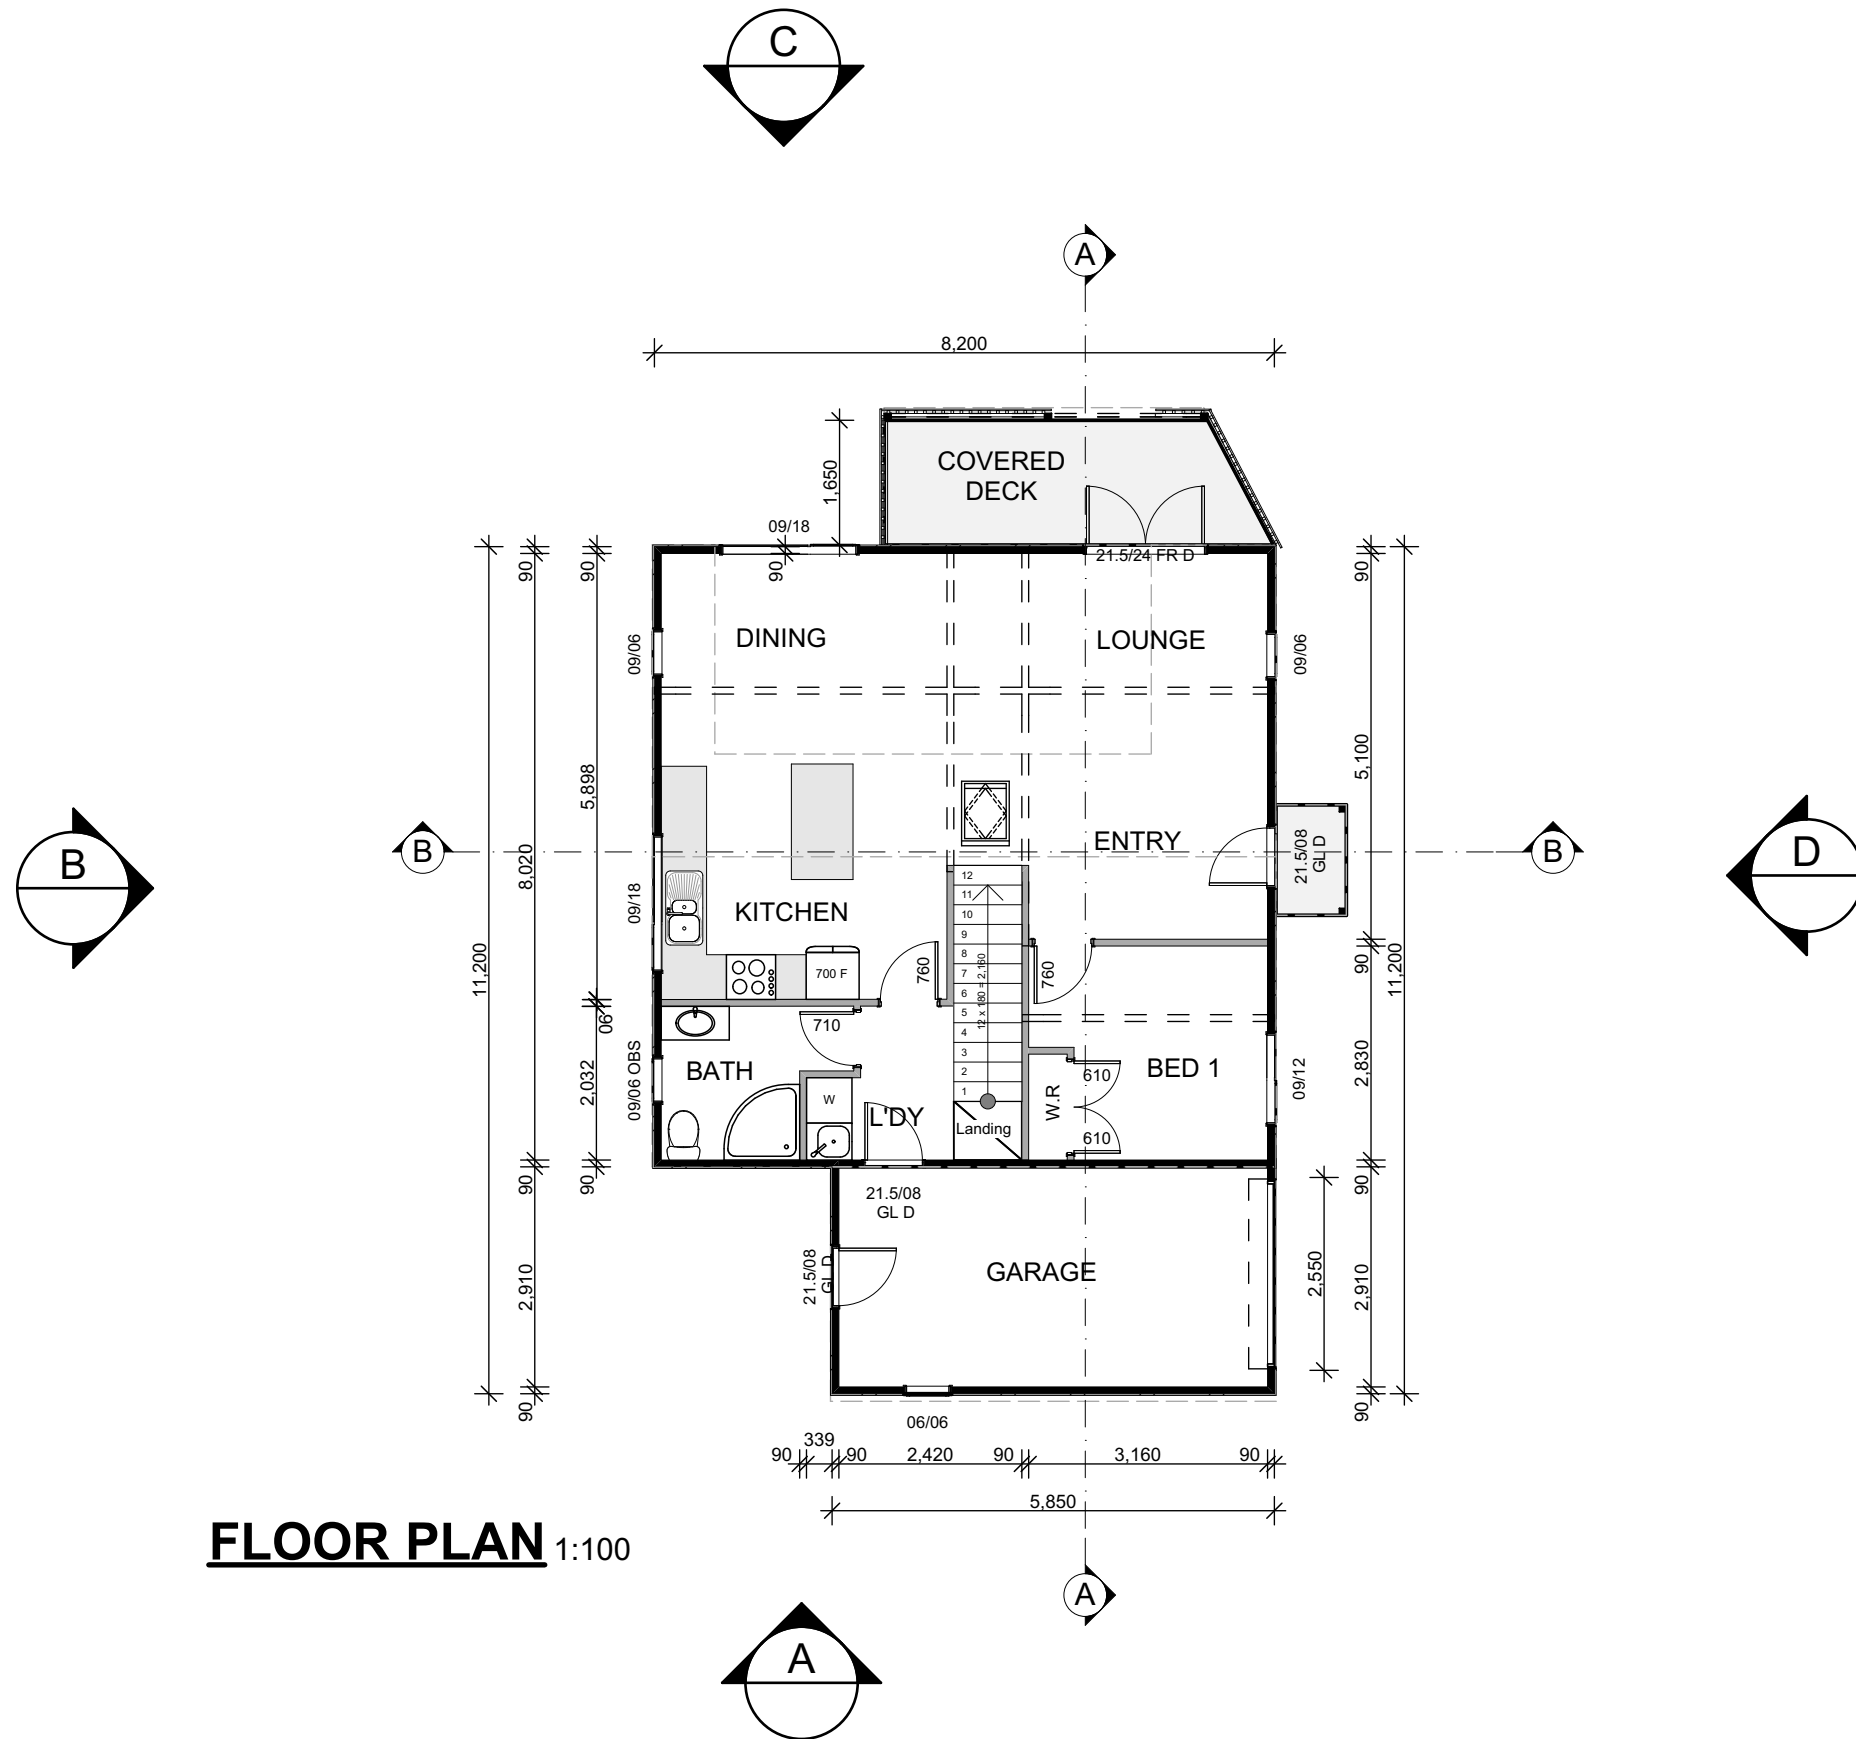 C
A
8,200
COVERED
DECK
1,650
09/18
90
90
90
21.5/24 FR D
90
09/06
DINING
LOUNGE
09/06
5,898
5,100
8,020
ENTRY
21.5/08
GL D
B
B
B
D
09/18
KITCHEN
12
11
10
9
8
7
6
5
4
3
2
1
12 x 180 = 2,160
700 F
760
760
11,200
90
11,200
90
710
09/06 OBS
2,032
BATH
W
L'DY
Landing
W.R
610
610
BED 1
09/12
2,830
90
90
90
21.5/08
GL D
21.5/08
GL D
GARAGE
2,910
2,550
2,910
90
90
06/06
339
90
90
2,420
90
3,160
90
5,850
FLOOR PLAN 1:100
A
A